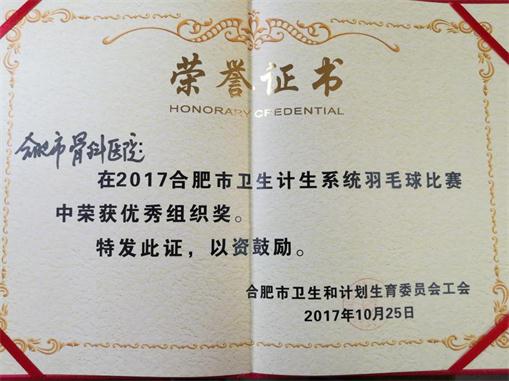 荣誉证书
HONORARY CREDENTIAL
合肥市骨科医院:
在2017合肥市卫生计生系统羽毛球比赛
中荣获优秀组织奖。
特发此证，以资鼓励。
合肥市卫生和计划生育委员会工会
2017年10月25日